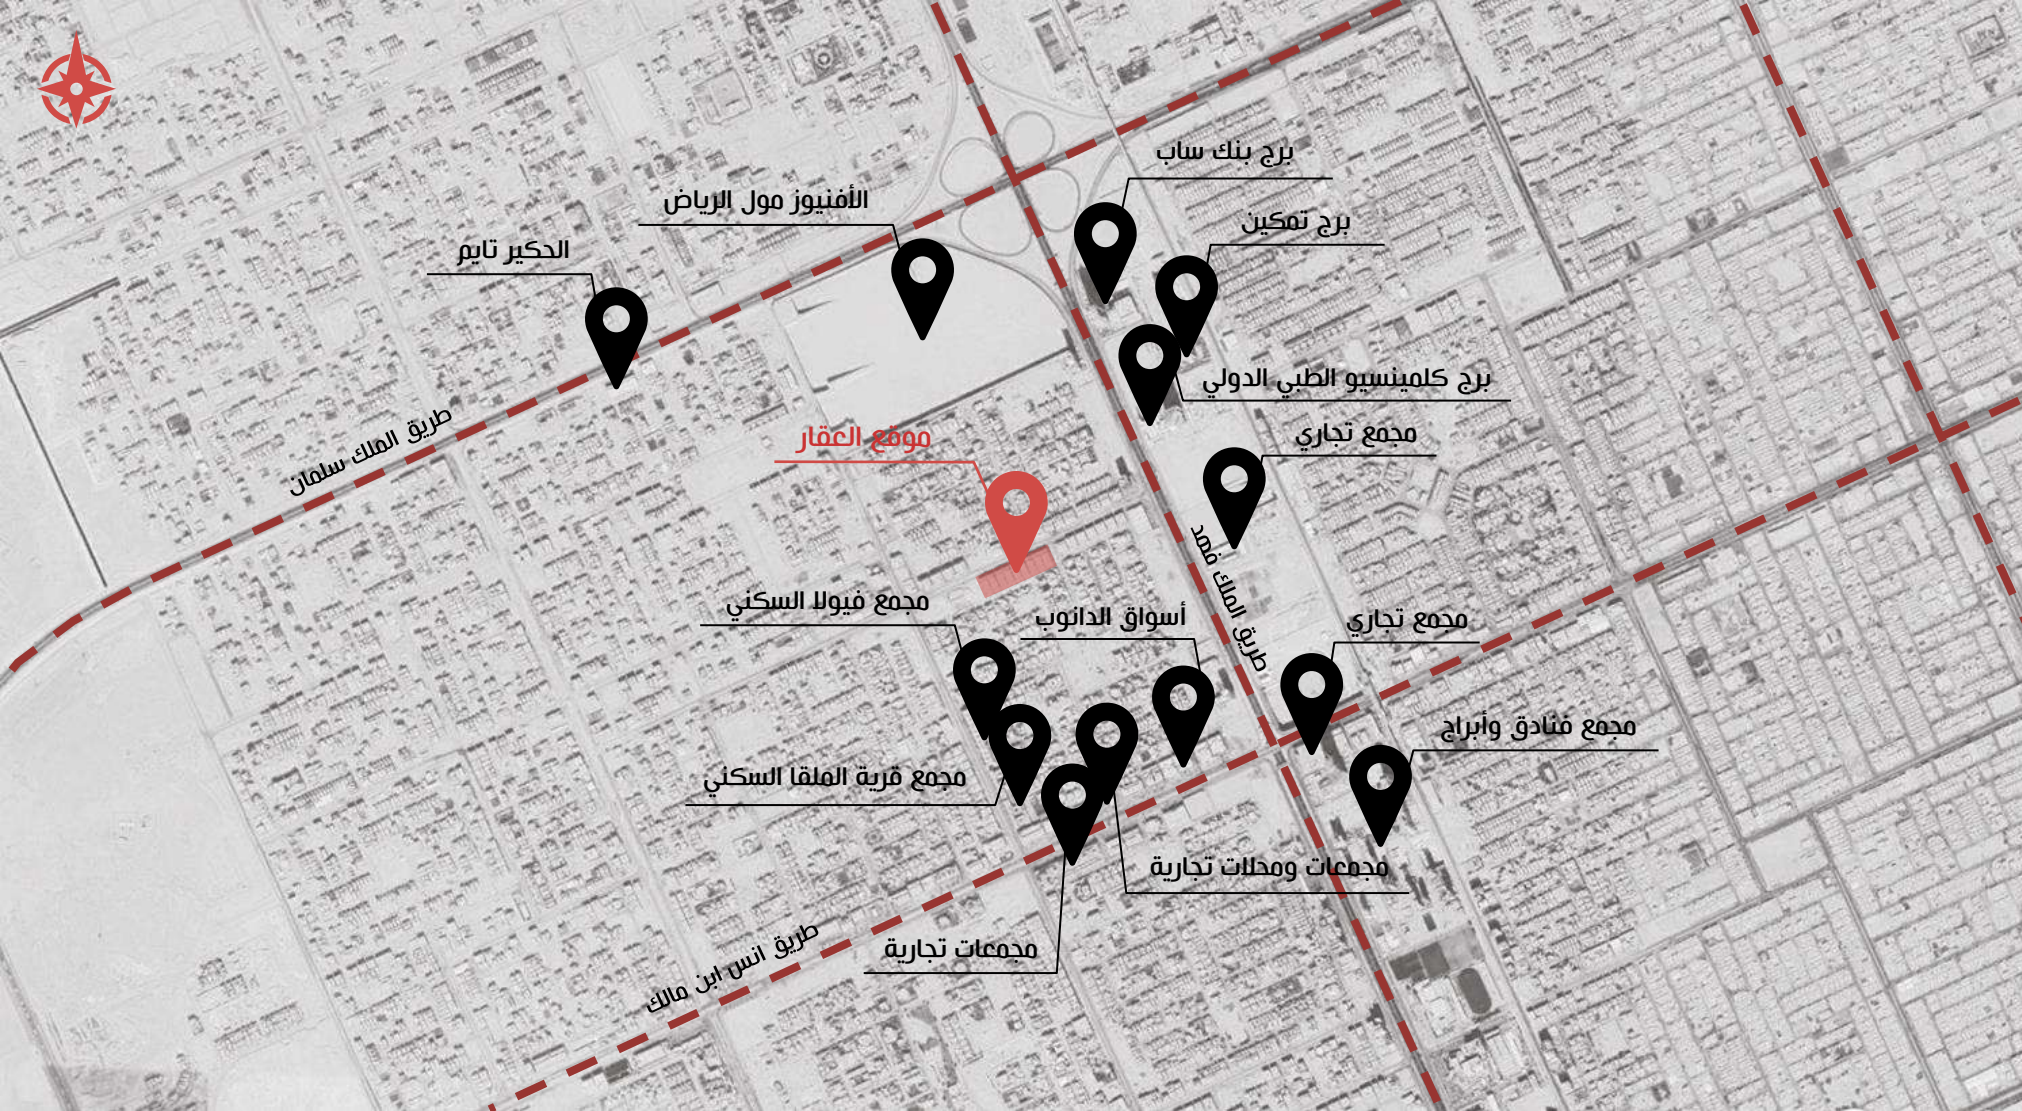 برج بنك ساب
الأفنيوز مول الرياض
برج تمكين
الحكير تايم
برج كلمينسيو الطبي الدولي
مجمع تجاري
موقع العقار
طريق الملك سلمان
طريق الملك فهد
مجمع فيولا السكني
أسواق الدانوب
مجمع تجاري
مجمع فنادق وأبراج
مجمع قرية الملقا السكني
مجمعات ومحلات تجارية
مجمعات تجارية
طريق انس ابن مالك